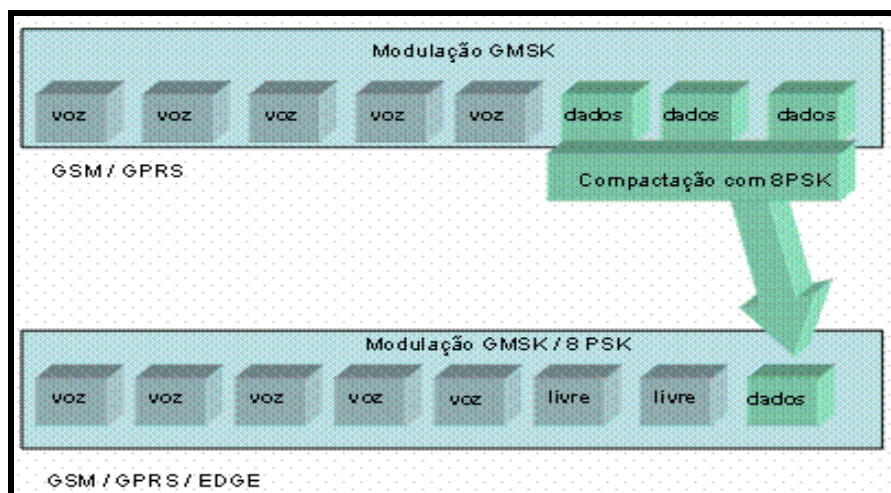 Modulação GMSK
voz voz voz voz voz dados dados dados
GSM / GPRS
Compactação com 8PSK
Modulação GMSK / 8 PSK
voz voz voz voz voz livre livre dados
GSM / GPRS / EDGE